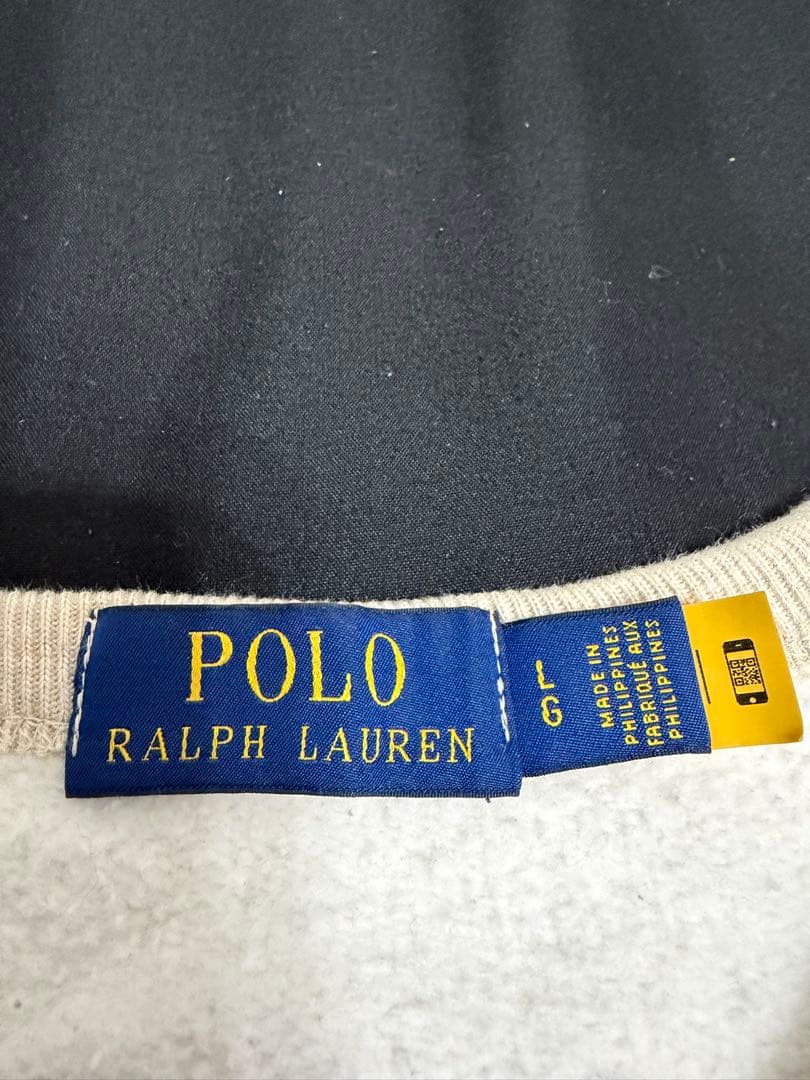 POLO
RALPH LAUREN
L
G
MADE IN
PHILIPPINES
FABRIQUÉ AUX
PHILIPPINES